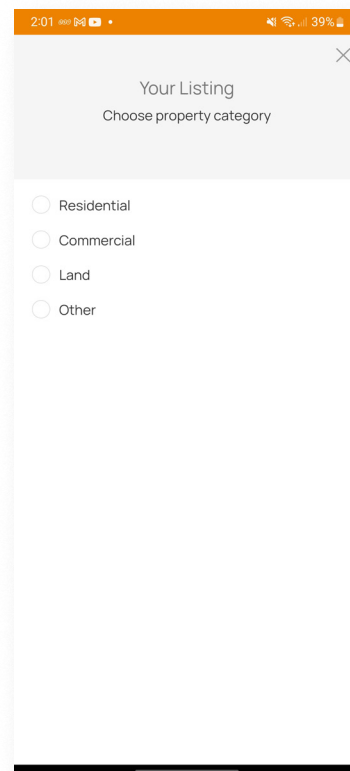 2:01 39%
Your Listing
Choose property category
Residential
Commercial
Land
Other